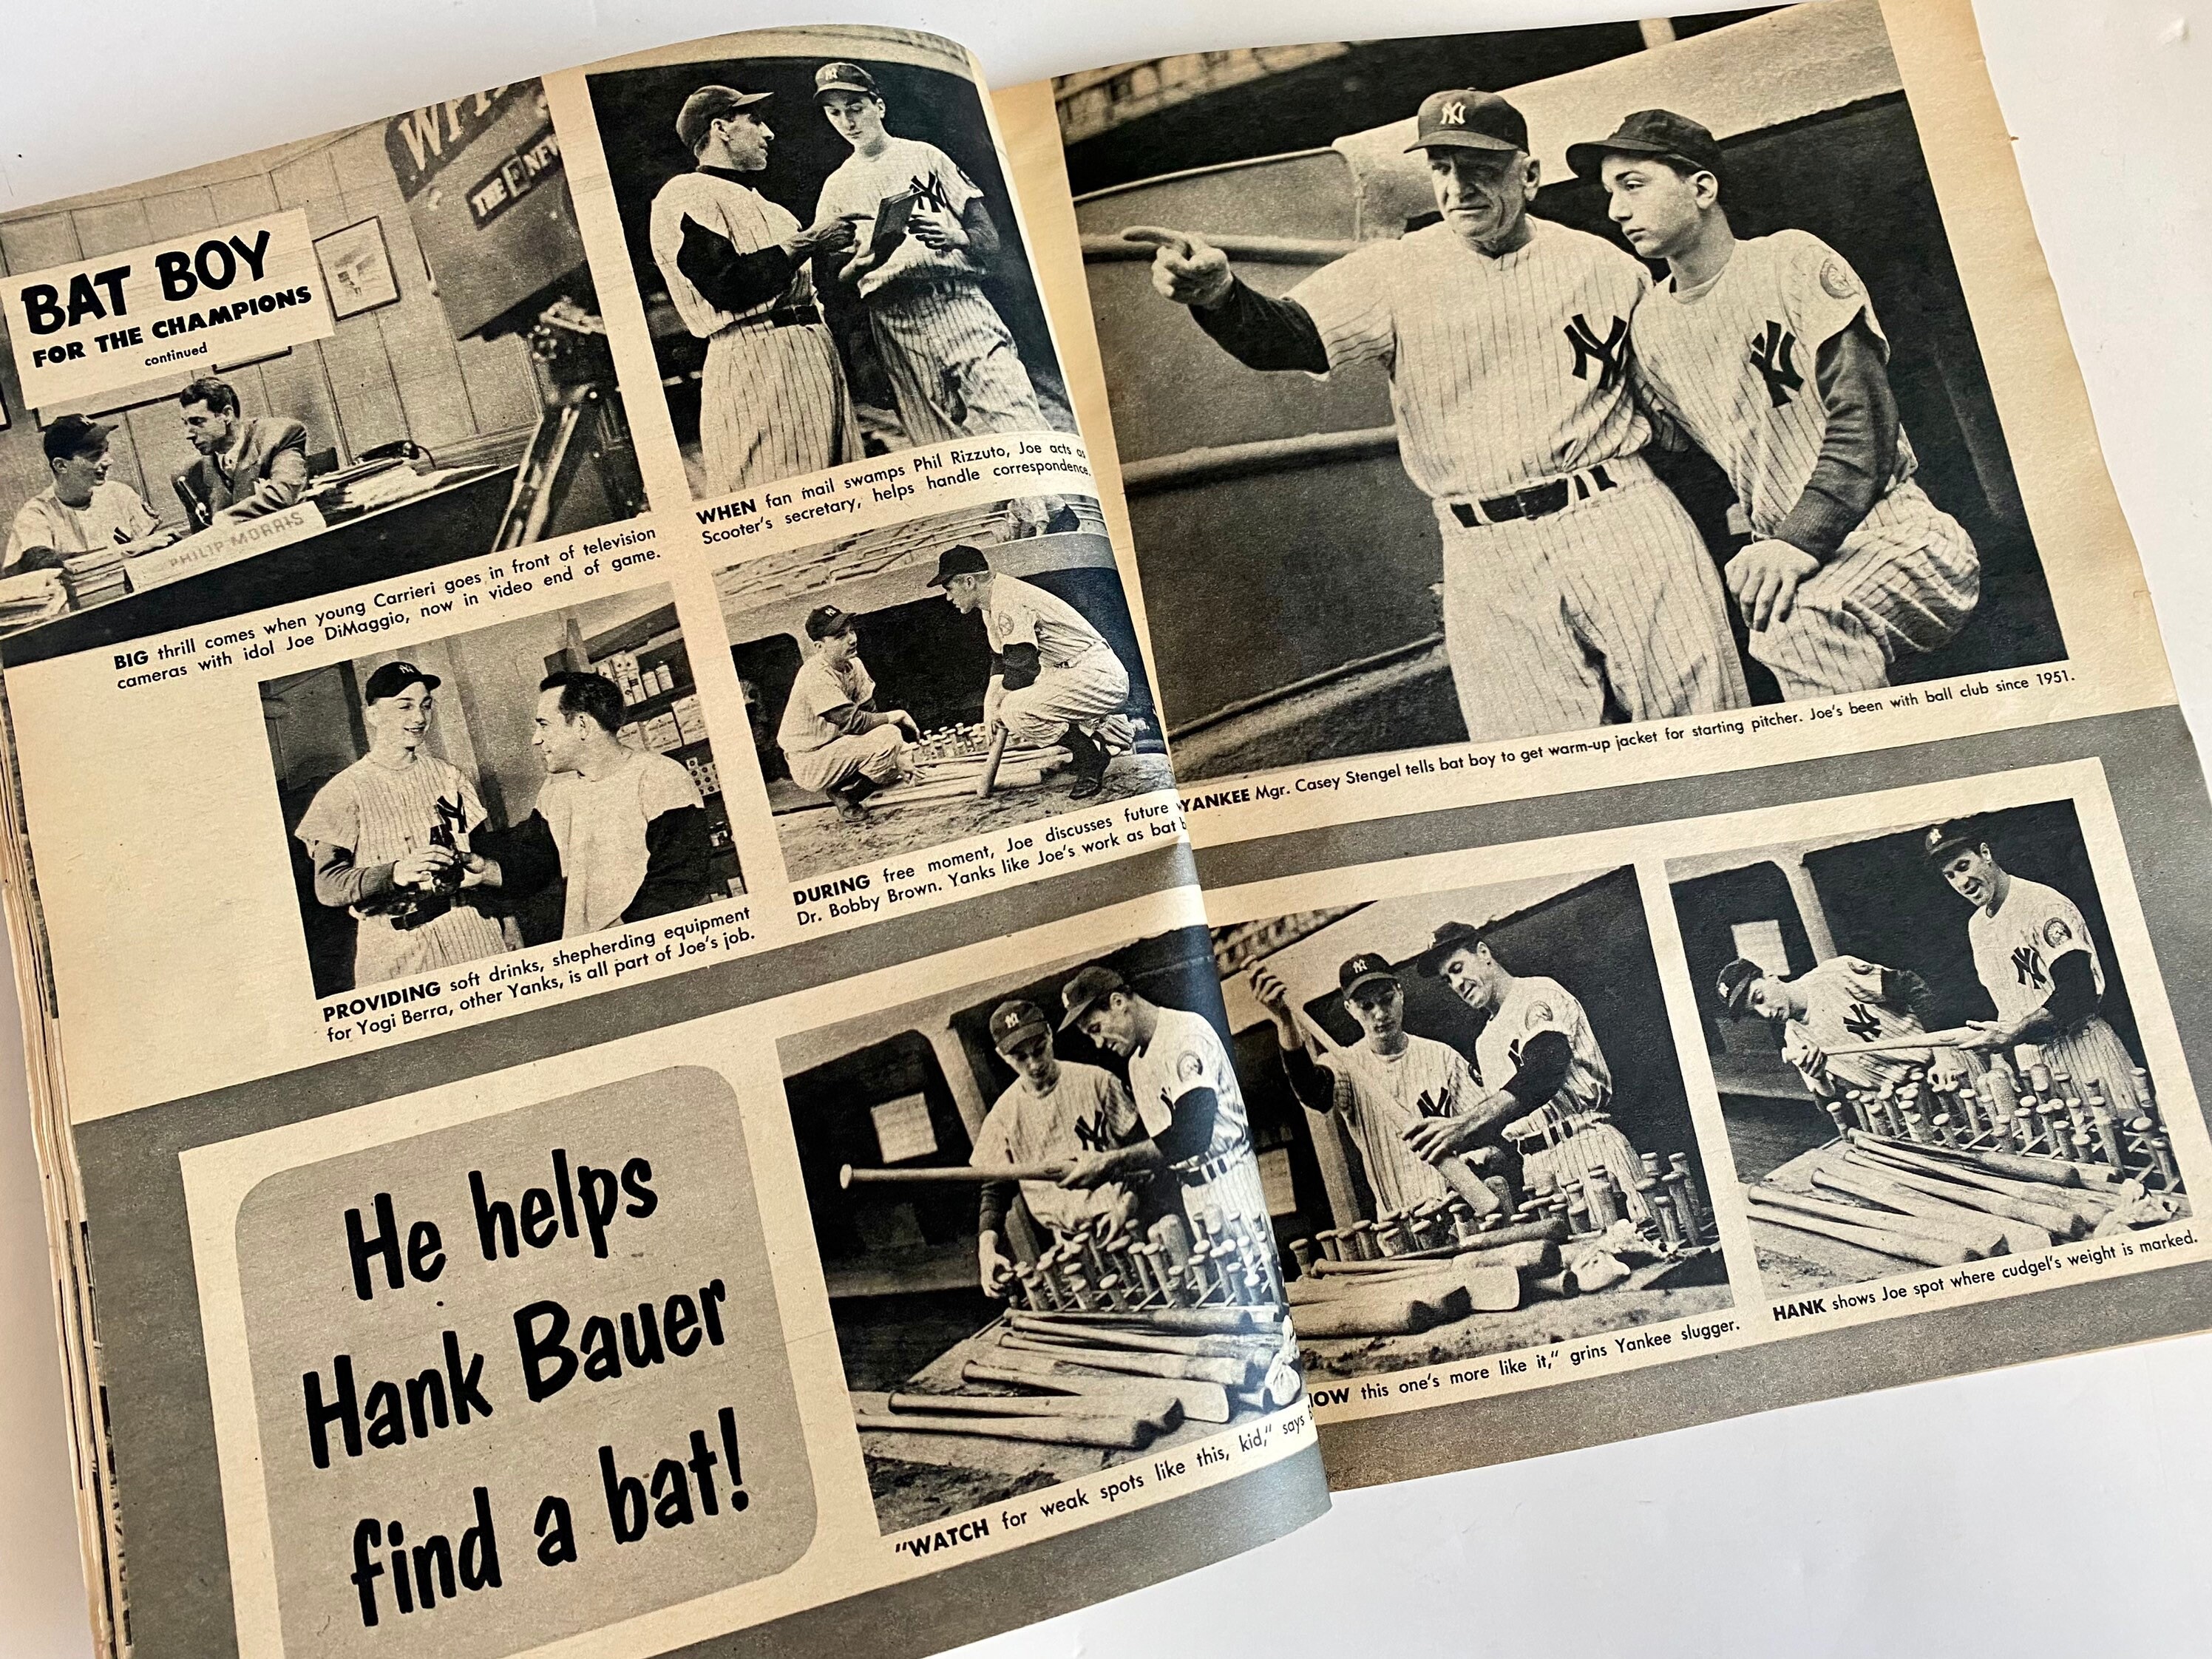 BAT BOY
FOR THE CHAMPIONS
continued
THE NEW
PHILIP MORRIS
BIG thrill comes when young Carrieri goes in front of television
cameras with idol Joe DiMaggio, now in video end of game.
WHEN fan mail swamps Phil Rizzuto, Joe acts as
Scooter's secretary, helps handle correspondence.
PROVIDING soft drinks, shepherding equipment
for Yogi Berra, other Yanks, is all part of Joe's job.
DURING free moment, Joe discusses future
Dr. Bobby Brown. Yanks like Joe's work as bat
YANKEE Mgr. Casey Stengel tells bat boy to get warm-up jacket for starting pitcher. Joe's been with ball club since 1951.
He helps
Hank Bauer
find a bat!
"WATCH for weak spots like this, kid," says
this one's more like it," grins Yankee slugger.
HANK shows Joe spot where cudgel's weight is marked.